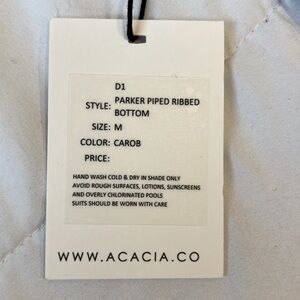 D1
STYLE: PARKER PIPED RIBBED
BOTTOM
SIZE: M
COLOR: CAROB
PRICE:
HAND WASH COLD & DRY IN SHADE ONLY
AVOID ROUGH SURFACES, LOTIONS, SUNSCREENS
AND OVERLY CHLORINATED POOLS
SUITS SHOULD BE WORN WITH CARE
WWW.ACACIA.CO